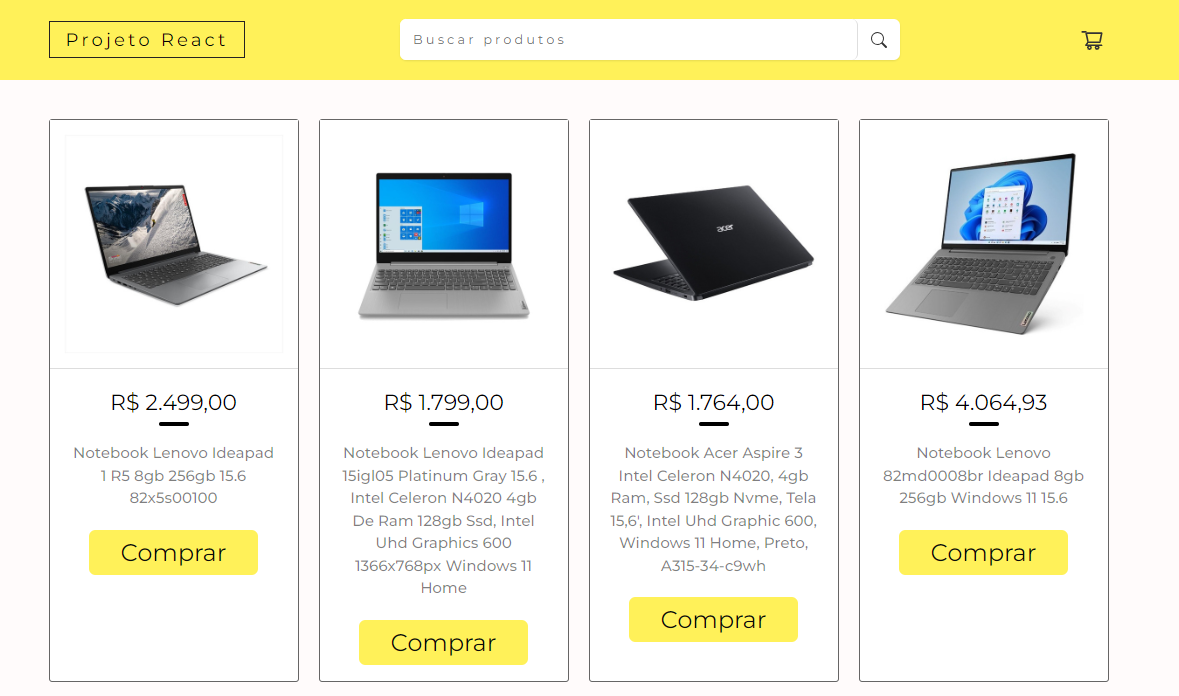 Projeto React
Buscar produtos
acer
R$ 2.499,00
Notebook Lenovo Ideapad
1 R5 8gb 256gb 15.6
82x5s00100
Comprar
R$ 1.799,00
Notebook Lenovo Ideapad
15igl05 Platinum Gray 15.6 ,
Intel Celeron N4020 4gb
De Ram 128gb Ssd, Intel
Uhd Graphics 600
1366x768px Windows 11
Home
Comprar
R$ 1.764,00
Notebook Acer Aspire 3
Intel Celeron N4020, 4gb
Ram, Ssd 128gb Nvme, Tela
15,6', Intel Uhd Graphic 600,
Windows 11 Home, Preto,
A315-34-c9wh
Comprar
R$ 4.064,93
Notebook Lenovo
82md0008br Ideapad 8gb
256gb Windows 11 15.6
Comprar